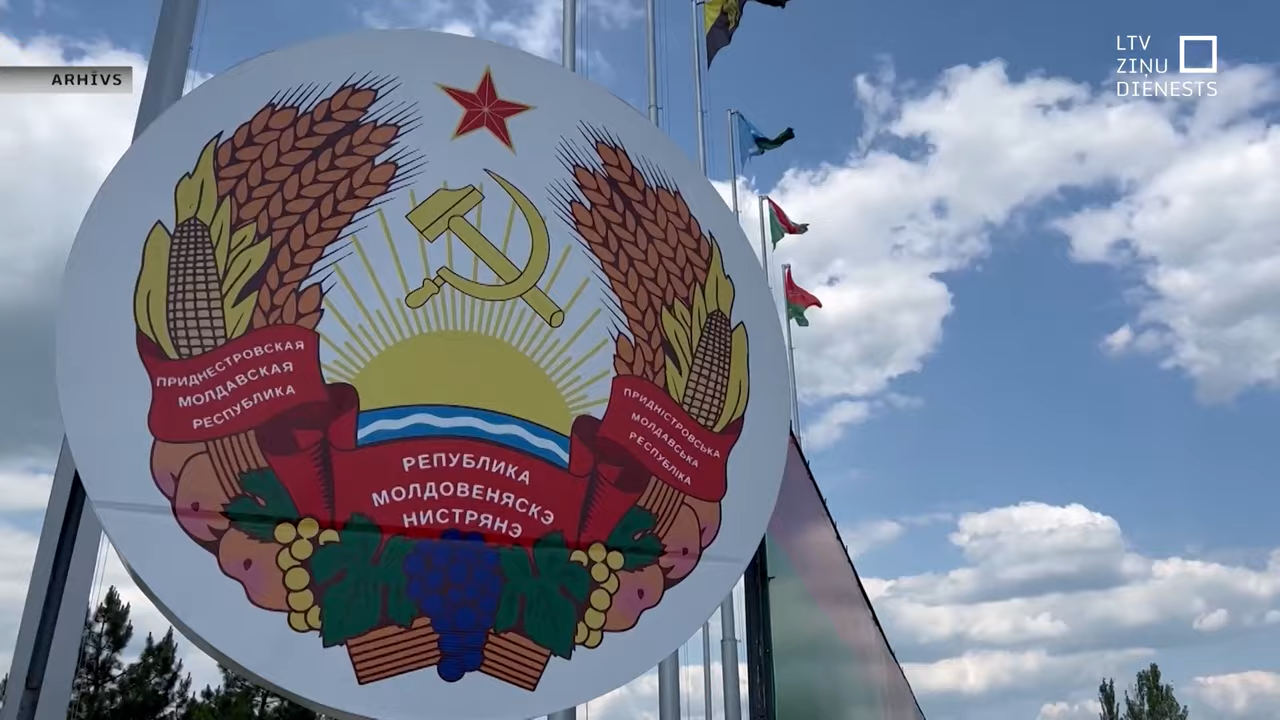 ARHĪVS
LTV
ZIŅU
DIENESTS
ПРИДНЕСТРОВСКАЯ
МОЛДАВСКАЯ
РЕСПУБЛИКА
РЕПУБЛИКА
МОЛДОВЕНЯСКЭ
НИСТРЯНЭ
ПРИДНІСТРОВСЬКА
МОЛДАВСЬКА
РЕСПУБЛІКА